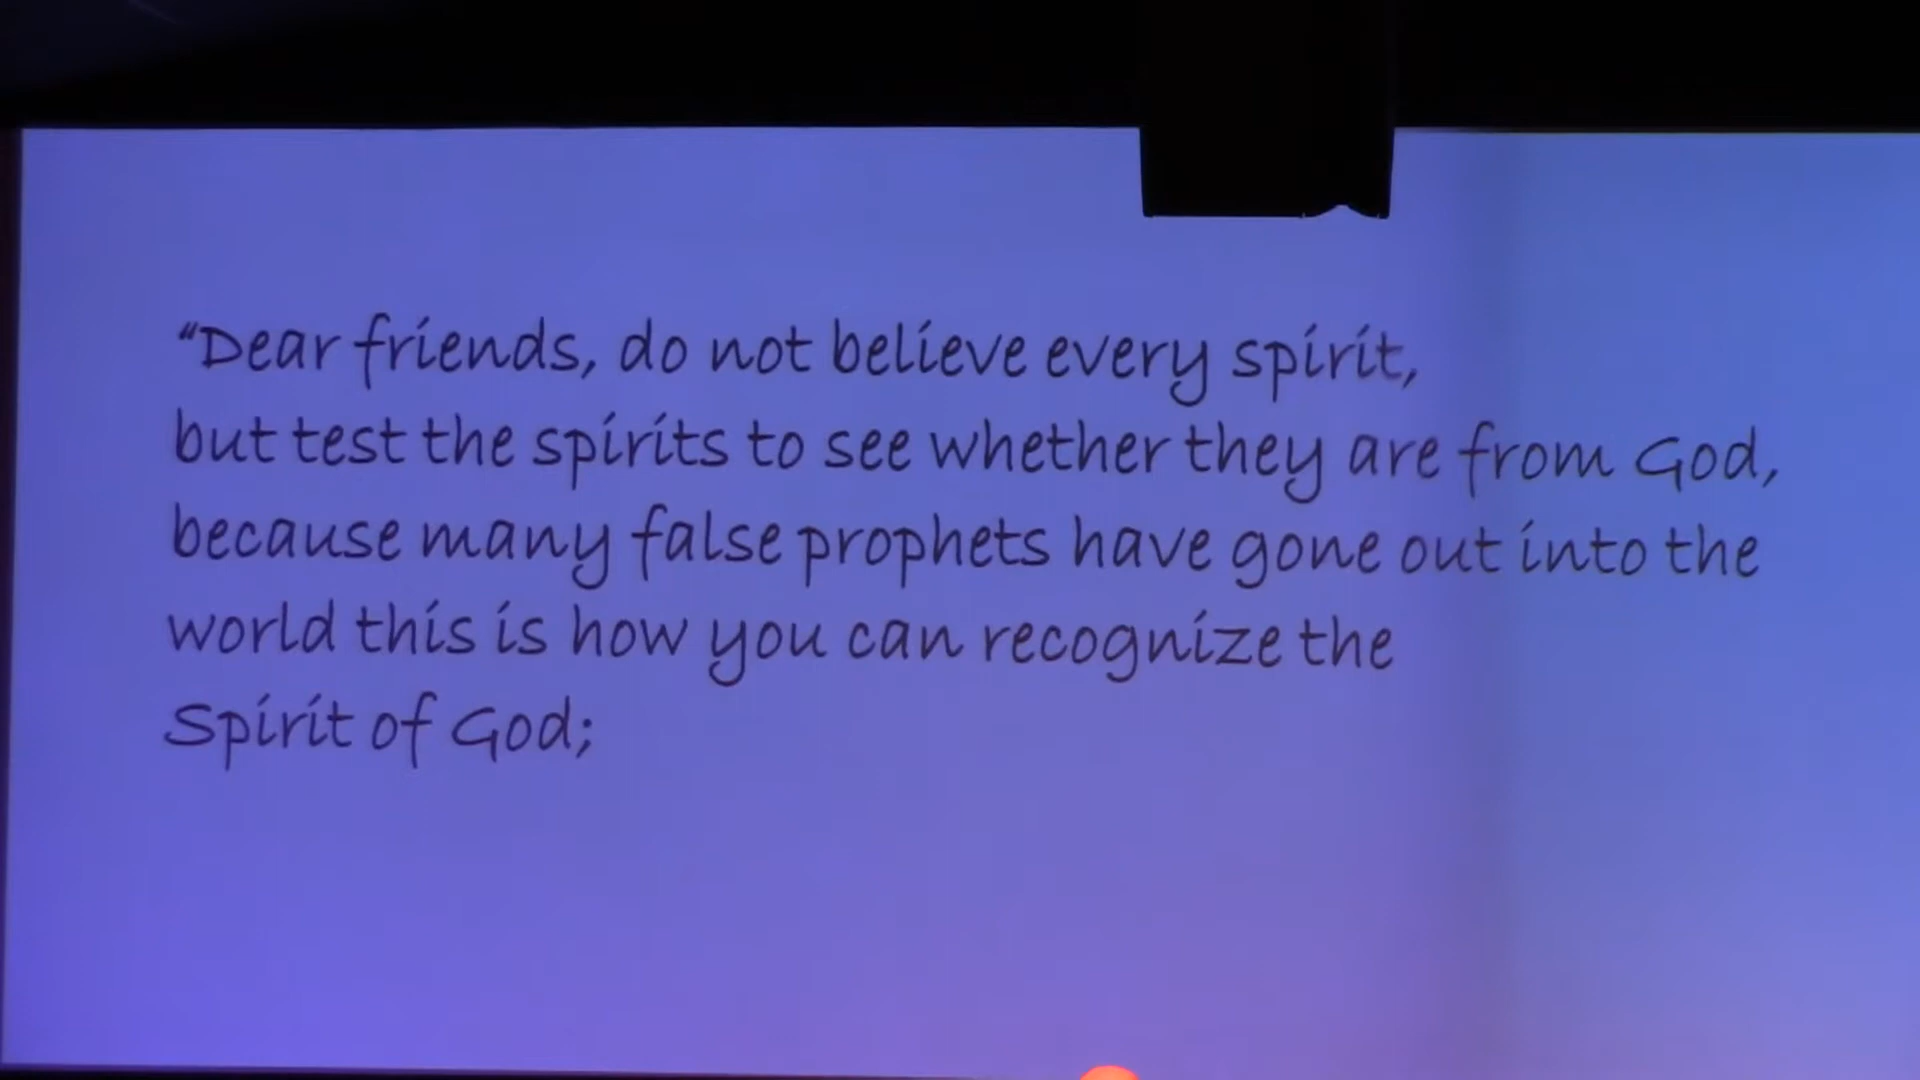 “Dear friends, do not believe every spirit,
but test the spirits to see whether they are from God,
because many false prophets have gone out into the
world this is how you can recognize the
Spirit of God;